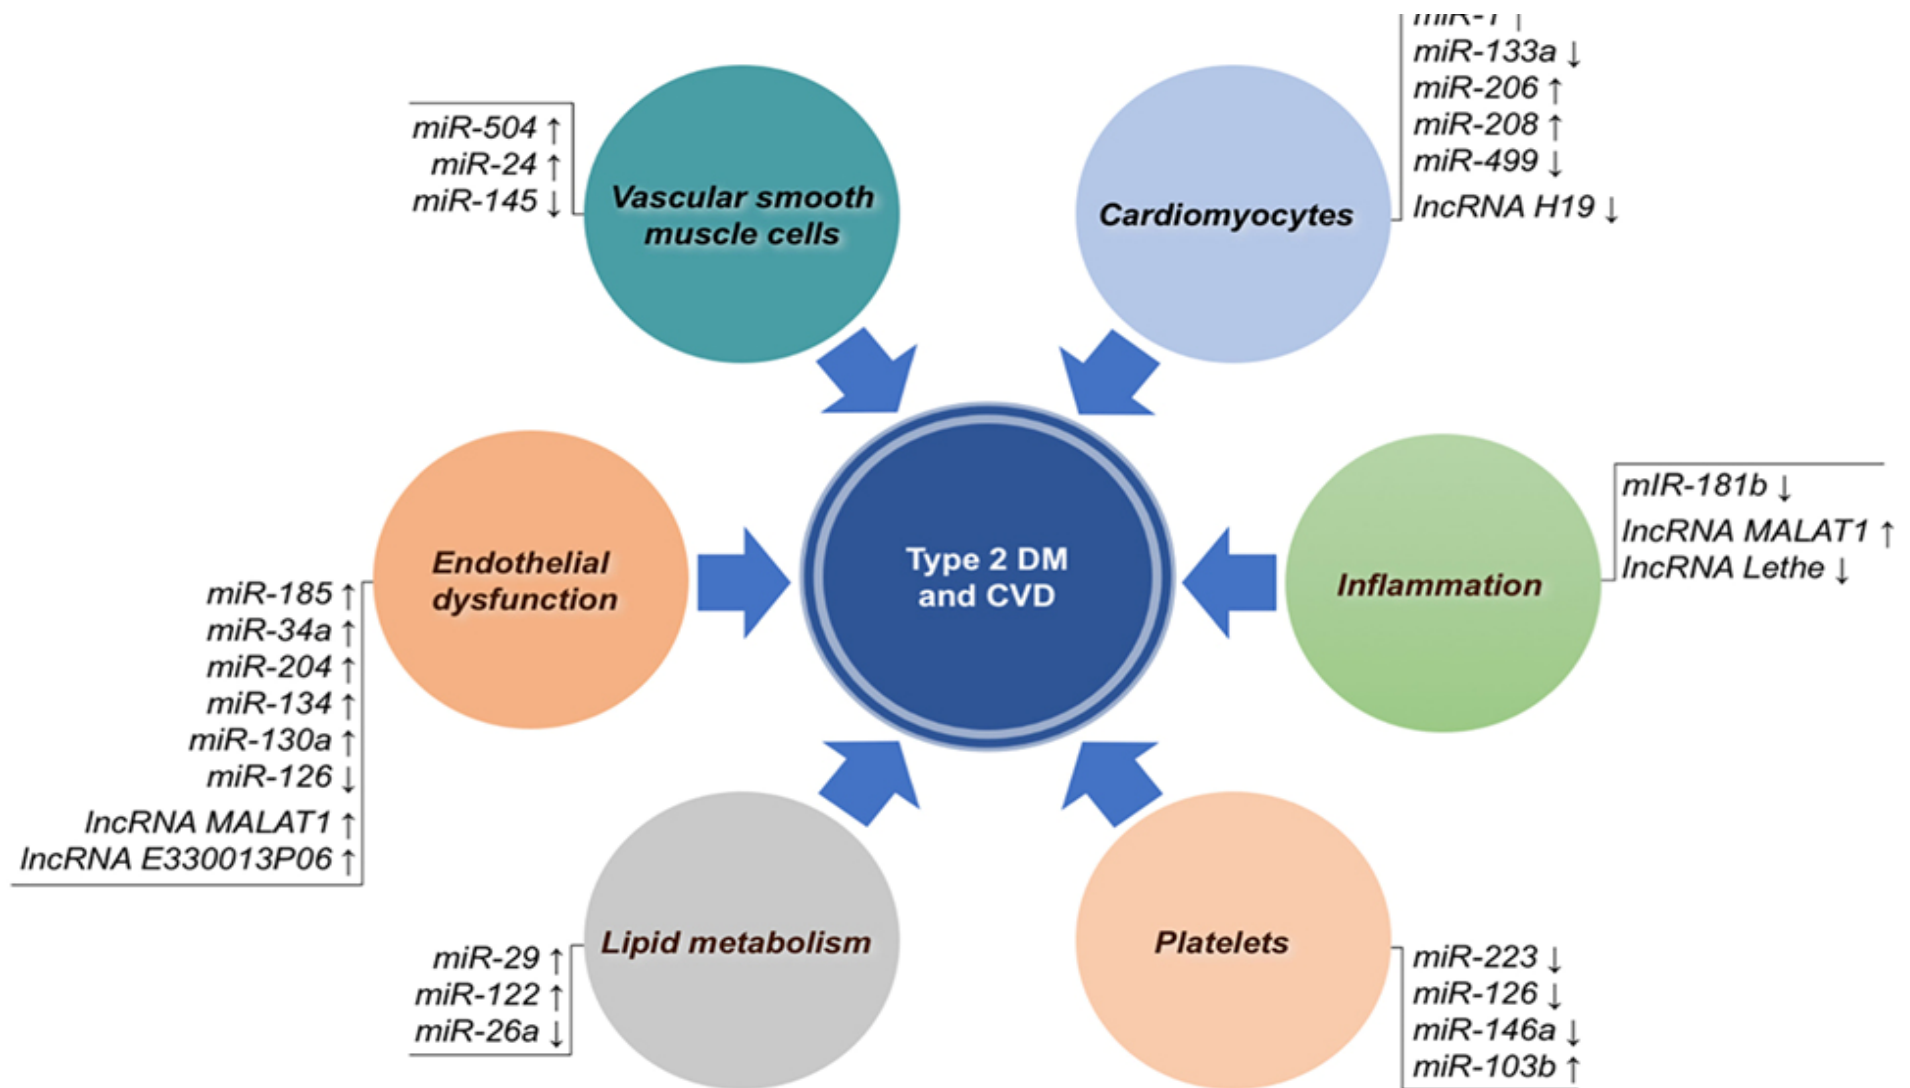 miR-133a ↓
miR-206 ↑
miR-208 ↑
miR-499 ↓
lncRNA H19 ↓
Cardiomyocytes
miR-504 ↑
miR-24 ↑
miR-145 ↓
Vascular smooth
muscle cells
Endothelial
dysfunction
miR-185 ↑
miR-34a ↑
miR-204 ↑
miR-134 ↑
miR-130a ↑
miR-126 ↓
lncRNA MALAT1 ↑
lncRNA E330013P06 ↑
Type 2 DM
and CVD
Inflammation
mIR-181b ↓
lncRNA MALAT1 ↑
lncRNA Lethe ↓
Lipid metabolism
miR-29 ↑
miR-122 ↑
miR-26a ↓
Platelets
miR-223 ↓
miR-126 ↓
miR-146a ↓
miR-103b ↑